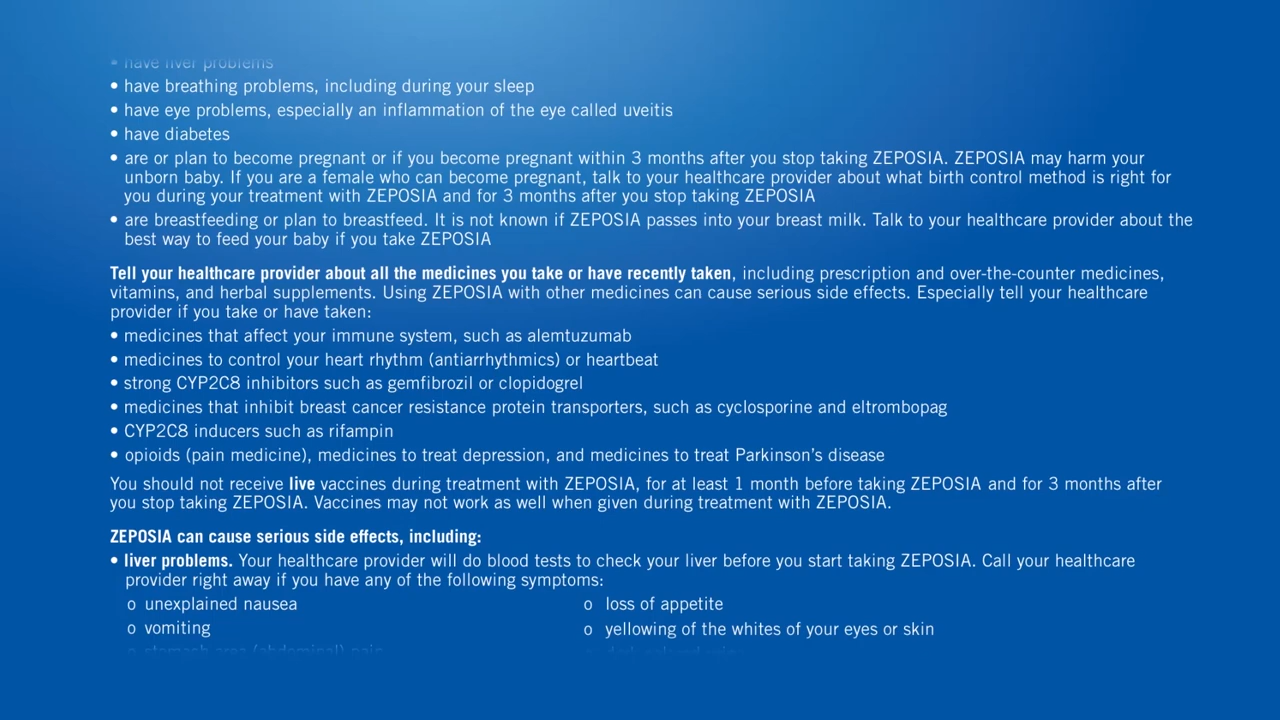 • have liver problems
• have breathing problems, including during your sleep
• have eye problems, especially an inflammation of the eye called uveitis
• have diabetes
• are or plan to become pregnant or if you become pregnant within 3 months after you stop taking ZEPOSIA. ZEPOSIA may harm your
unborn baby. If you are a female who can become pregnant, talk to your healthcare provider about what birth control method is right for
you during your treatment with ZEPOSIA and for 3 months after you stop taking ZEPOSIA
• are breastfeeding or plan to breastfeed. It is not known if ZEPOSIA passes into your breast milk. Talk to your healthcare provider about the
best way to feed your baby if you take ZEPOSIA
Tell your healthcare provider about all the medicines you take or have recently taken, including prescription and over-the-counter medicines,
vitamins, and herbal supplements. Using ZEPOSIA with other medicines can cause serious side effects. Especially tell your healthcare
provider if you take or have taken:
• medicines that affect your immune system, such as alemtuzumab
• medicines to control your heart rhythm (antiarrhythmics) or heartbeat
• strong CYP2C8 inhibitors such as gemfibrozil or clopidogrel
• medicines that inhibit breast cancer resistance protein transporters, such as cyclosporine and eltrombopag
• CYP2C8 inducers such as rifampin
• opioids (pain medicine), medicines to treat depression, and medicines to treat Parkinson's disease
You should not receive live vaccines during treatment with ZEPOSIA, for at least 1 month before taking ZEPOSIA and for 3 months after
you stop taking ZEPOSIA. Vaccines may not work as well when given during treatment with ZEPOSIA.
ZEPOSIA can cause serious side effects, including:
• liver problems. Your healthcare provider will do blood tests to check your liver before you start taking ZEPOSIA. Call your healthcare
provider right away if you have any of the following symptoms:
o unexplained nausea
o vomiting
o stomach area (abdominal) pain
o loss of appetite
o yellowing of the whites of your eyes or skin